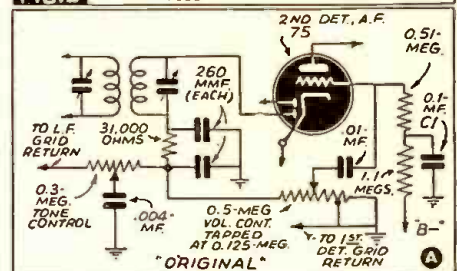 2ND DET., A.F.
75
0.51-
MEG.
260
MMF.
(EACH)
0.1-
MF.
C1
TO L.F.
GRID
RETURN
31,000
OHMS
.01-
MF.
1.1
MEGS.
0.3-
MEG.
TONE
CONTROL
.004-
MF.
0.5-MEG
VOL. CONT.
TAPPED
AT 0.125-MEG.
TO 1ST
DET. GRID
RETURN
"B-"
"ORIGINAL"
A